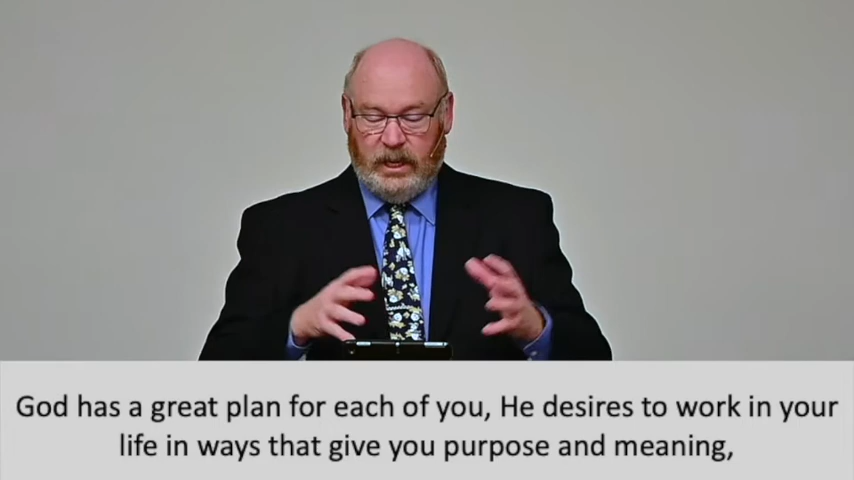 God has a great plan for each of you, He desires to work in your
life in ways that give you purpose and meaning,